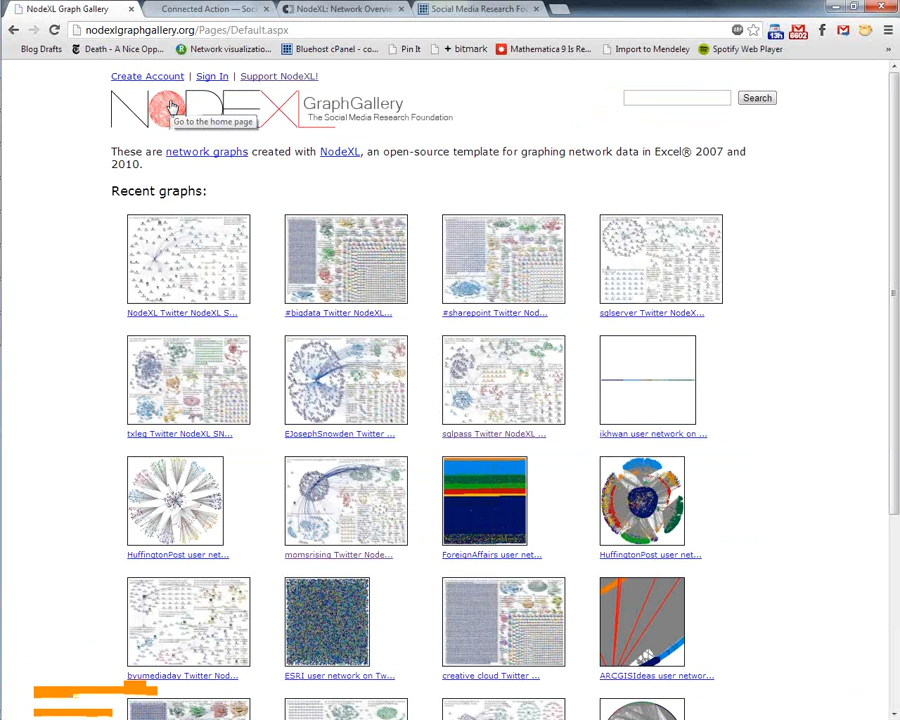 NodeXL Graph Gallery
Connected Action — Soci
NodeXL: Network Overvie
Social Media Research Fo
nodexlgraphgallery.org/Pages/Default.aspx
13h
6602
Blog Drafts
Death - A Nice Opp...
Network visualizatio...
Bluehost cPanel - co...
Pin It
+ bitmark
Mathematica 9 Is Re...
Import to Mendeley
Spotify Web Player
Create Account | Sign In | Support NodeXL!
NODEXL GraphGallery
The Social Media Research Foundation
Search
Go to the home page
These are network graphs created with NodeXL, an open-source template for graphing network data in Excel® 2007 and
2010.
Recent graphs:
NodeXL Twitter NodeXL S...
#bigdata Twitter NodeXL...
#sharepoint Twitter Nod...
sqlserver Twitter NodeX...
txleg Twitter NodeXL SN...
EJosephSnowden Twitter ...
sqlpass Twitter NodeXL ...
ikhwan user network on ...
HuffingtonPost user net...
momsrising Twitter Node...
ForeignAffairs user net...
HuffingtonPost user net...
byumediaday Twitter Nod...
ESRI user network on Tw...
creative cloud Twitter ...
ARCGISIdeas user networ...